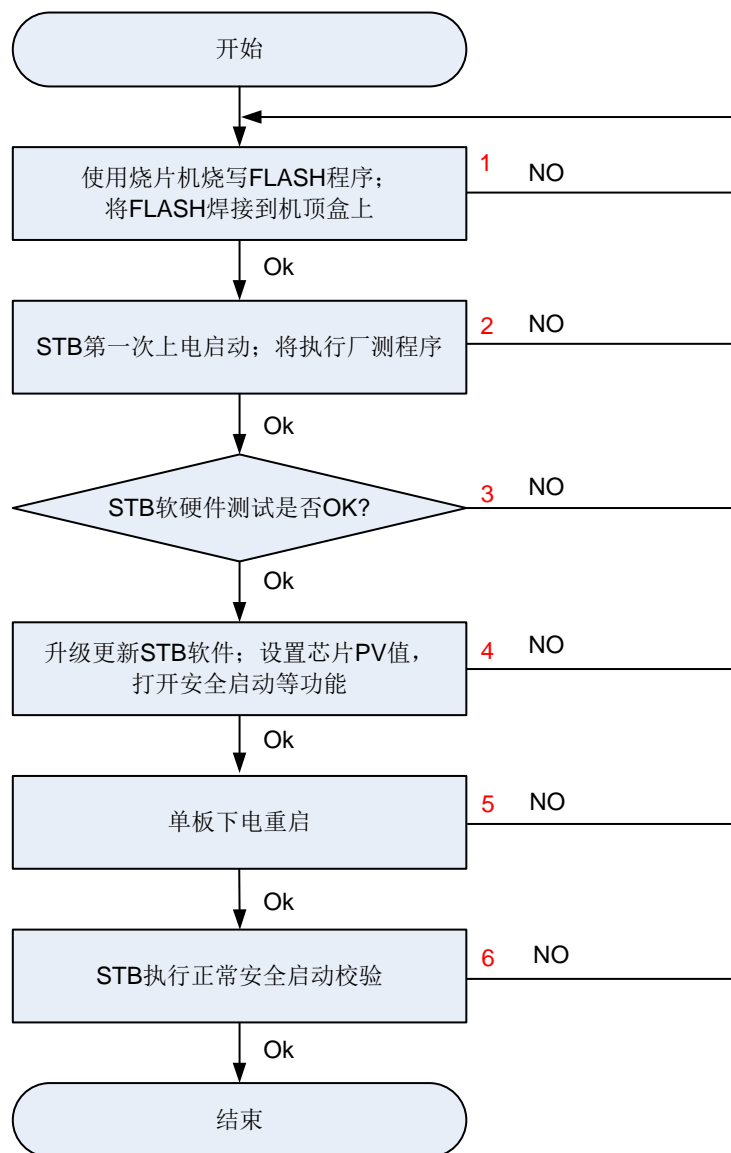 开始
使用烧片机烧写FLASH程序；
将FLASH焊接到机顶盒上
1
NO
Ok
STB第一次上电启动；将执行厂测程序
2
NO
Ok
STB软硬件测试是否OK?
3
NO
Ok
升级更新STB软件；设置芯片PV值，
打开安全启动等功能
4
NO
Ok
单板下电重启
5
NO
Ok
STB执行正常安全启动校验
6
NO
Ok
结束